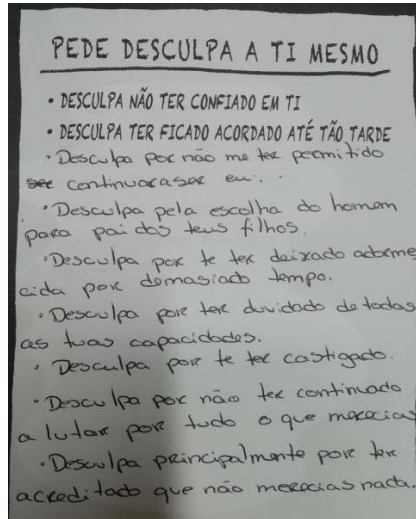 PEDE DESCULPA A TI MESMO
• DESCULPA NÃO TER CONFIADO EM TI
• DESCULPA TER FICADO ACORDADO ATÉ TÃO TARDE
• Desculpa por não me ter permitido
ser continuar a ser eu...
• Desculpa pela escolha do homem
para pai dos teus filhos.
• Desculpa por te ter deixado adorme
cida por demasiado tempo.
• Desculpa por ter duvidado de todas
as tuas capacidades.
• Desculpa por te ter castigado.
• Desculpa por não ter continuado
a lutar por tudo o que merecias
• Desculpa principalmente por ter
acreditado que não merecias nada.